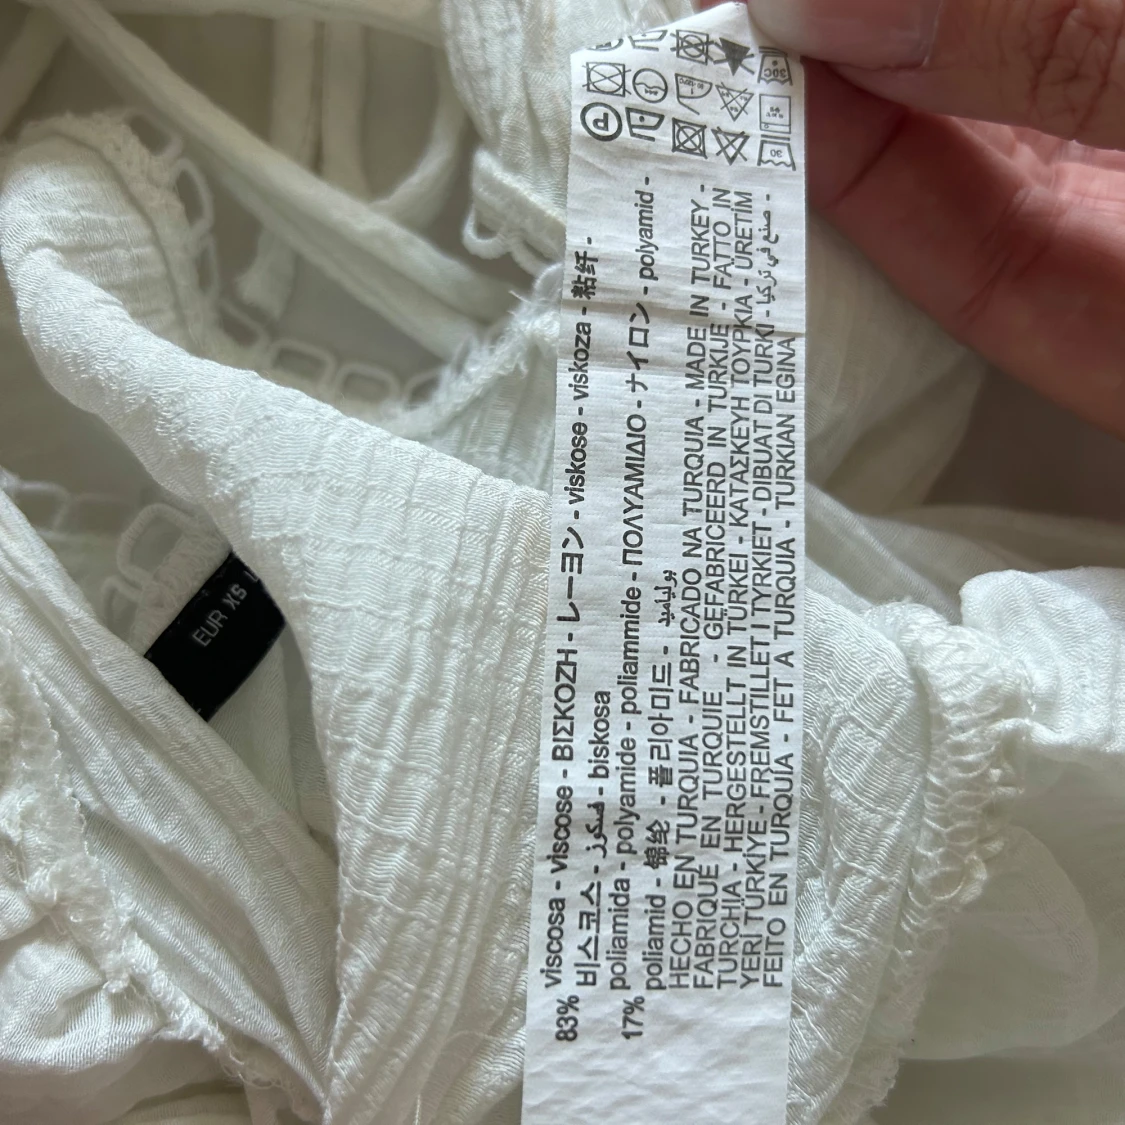 83% viscosa - viscose - ΒΙΣΚΟΖΗ - レーヨン - viskose - viskoza - 粘纤 -
비스코스 - فسكوز - biskosa
17% poliamida - polyamide - poliammide - ΠΟΛΥΑΜΙΔΙΟ - ナイロン - polyamid -
poliamid - 锦纶 - 폴리아미드 - بولياميد
HECHO EN TURQUIA - FABRICADO NA TURQUIA - MADE IN TURKEY -
FABRIQUÉ EN TURQUIE - GEFABRICEERD IN TURKIJE - FATTO IN
TURCHIA - HERGESTELLT IN TÜRKEI - ΚΑΤΑΣΚΕΥΗ ΤΟΥΡΚΙΑ - ÜRETİM
YERİ TÜRKİYE - FREMSTILLET I TYRKIET - DIBUAT DI TURKI - صنع في تركيا -
FEITO EN TURQUÍA - FET A TURQUIA - TURKIAN EGINA
EUR XS